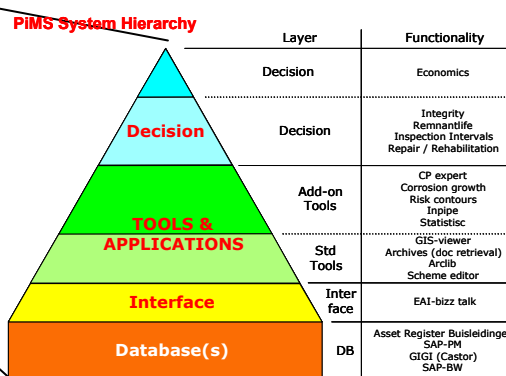 PiMS System Hierarchy
Layer
Functionality
Decision
Economics
Decision
Decision
Integrity
Remnantlife
Inspection Intervals
Repair / Rehabilitation
TOOLS &
APPLICATIONS
Add-on
Tools
CP expert
Corrosion growth
Risk contours
Inpipe
Statistisc
Std
Tools
GIS-viewer
Archives (doc retrieval)
Arclib
Scheme editor
Interface
Inter
face
EAI-bizz talk
Database(s)
DB
Asset Register Buisleidinge
SAP-PM
GIGI (Castor)
SAP-BW